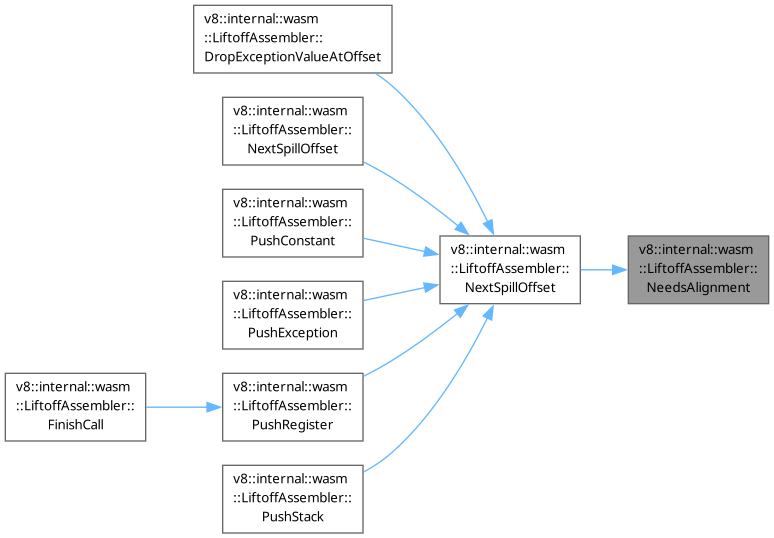 v8::internal::wasm
::LiftoffAssembler::
DropExceptionValueAtOffset
v8::internal::wasm
::LiftoffAssembler::
NextSpillOffset
v8::internal::wasm
::LiftoffAssembler::
PushConstant
v8::internal::wasm
::LiftoffAssembler::
NextSpillOffset
v8::internal::wasm
::LiftoffAssembler::
NeedsAlignment
v8::internal::wasm
::LiftoffAssembler::
PushException
v8::internal::wasm
::LiftoffAssembler::
FinishCall
v8::internal::wasm
::LiftoffAssembler::
PushRegister
v8::internal::wasm
::LiftoffAssembler::
PushStack